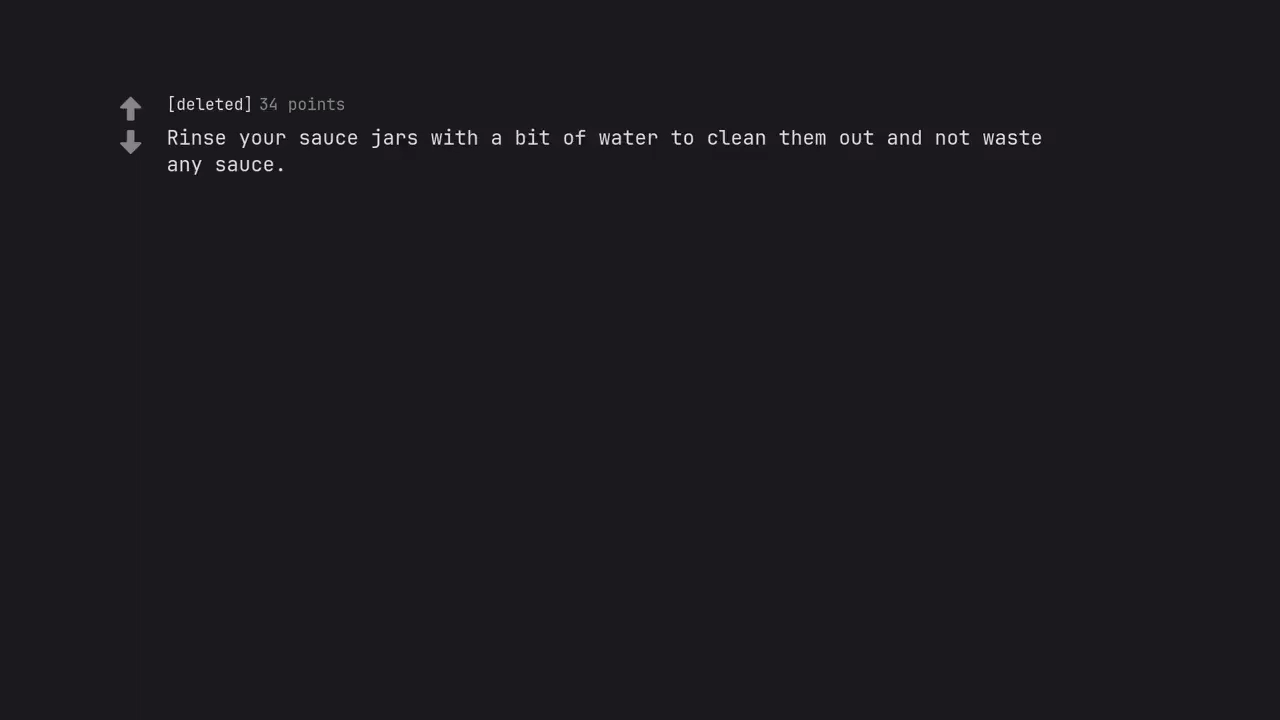 [deleted] 34 points
Rinse your sauce jars with a bit of water to clean them out and not waste
any sauce.